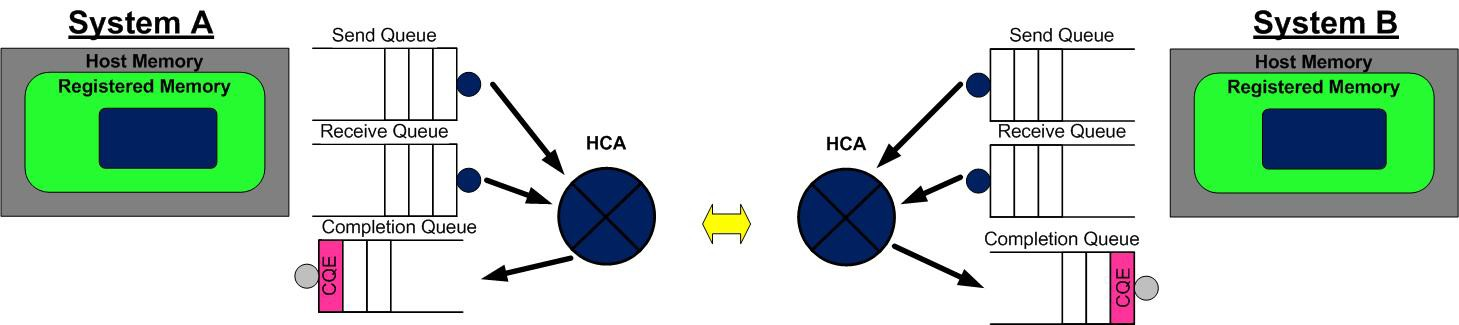 System A
Host Memory
Registered Memory
Send Queue
Receive Queue
Completion Queue
CQE
HCA
HCA
Send Queue
Receive Queue
Completion Queue
CQE
System B
Host Memory
Registered Memory